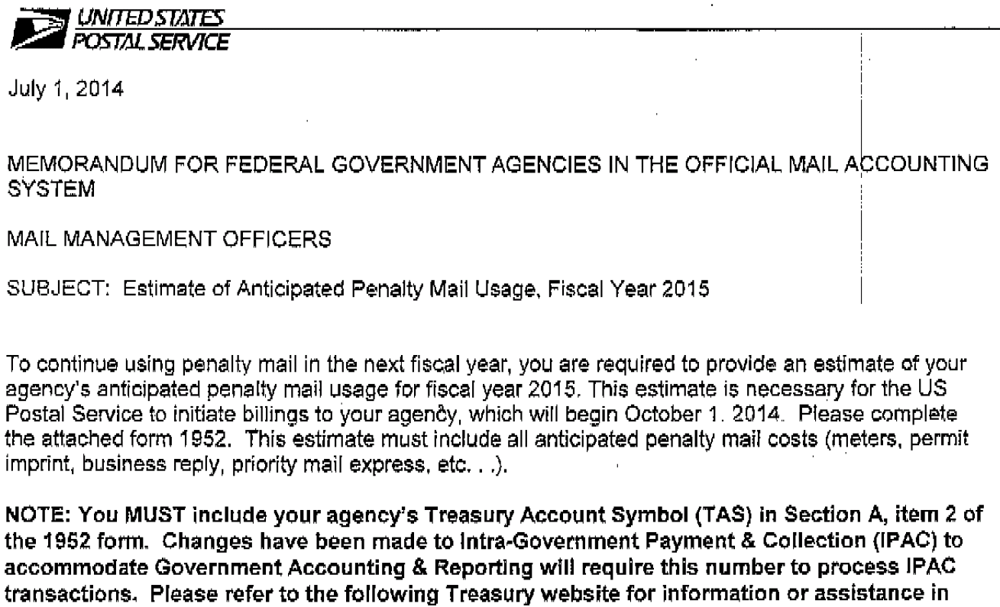 UNITED STATES
POSTAL SERVICE
July 1, 2014
MEMORANDUM FOR FEDERAL GOVERNMENT AGENCIES IN THE OFFICIAL MAIL ACCOUNTING
SYSTEM
MAIL MANAGEMENT OFFICERS
SUBJECT: Estimate of Anticipated Penalty Mail Usage, Fiscal Year 2015
To continue using penalty mail in the next fiscal year, you are required to provide an estimate of your
agency's anticipated penalty mail usage for fiscal year 2015. This estimate is necessary for the US
Postal Service to initiate billings to your agency, which will begin October 1. 2014. Please complete
the attached form 1952. This estimate must include all anticipated penalty mail costs (meters, permit
imprint, business reply, priority mail express, etc. . .).
NOTE: You MUST include your agency's Treasury Account Symbol (TAS) in Section A, item 2 of
the 1952 form. Changes have been made to Intra-Government Payment & Collection (IPAC) to
accommodate Government Accounting & Reporting will require this number to process IPAC
transactions. Please refer to the following Treasury website for information or assistance in